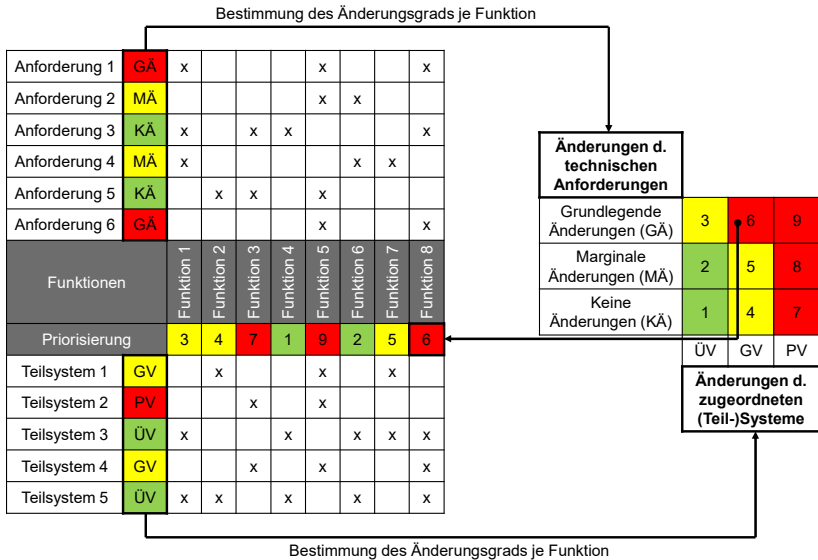 Bestimmung des Änderungsgrads je Funktion
Anforderung 1 GÄ x x x
Anforderung 2 MÄ x x
Anforderung 3 KÄ x x x x
Anforderung 4 MÄ x x x
Anforderung 5 KÄ x x x
Anforderung 6 GÄ x x
Funktionen Funktion 1 Funktion 2 Funktion 3 Funktion 4 Funktion 5 Funktion 6 Funktion 7 Funktion 8
Priorisierung 3 4 7 1 9 2 5 6
Teilsystem 1 GV x x x
Teilsystem 2 PV x x
Teilsystem 3 ÜV x x x x x
Teilsystem 4 GV x x x
Teilsystem 5 ÜV x x x x x
Änderungen d.
technischen
Anforderungen
Grundlegende
Änderungen (GÄ)
3 6 9
Marginale
Änderungen (MÄ)
2 5 8
Keine
Änderungen (KÄ)
1 4 7
ÜV GV PV
Änderungen d.
zugeordneten
(Teil-)Systeme
Bestimmung des Änderungsgrads je Funktion